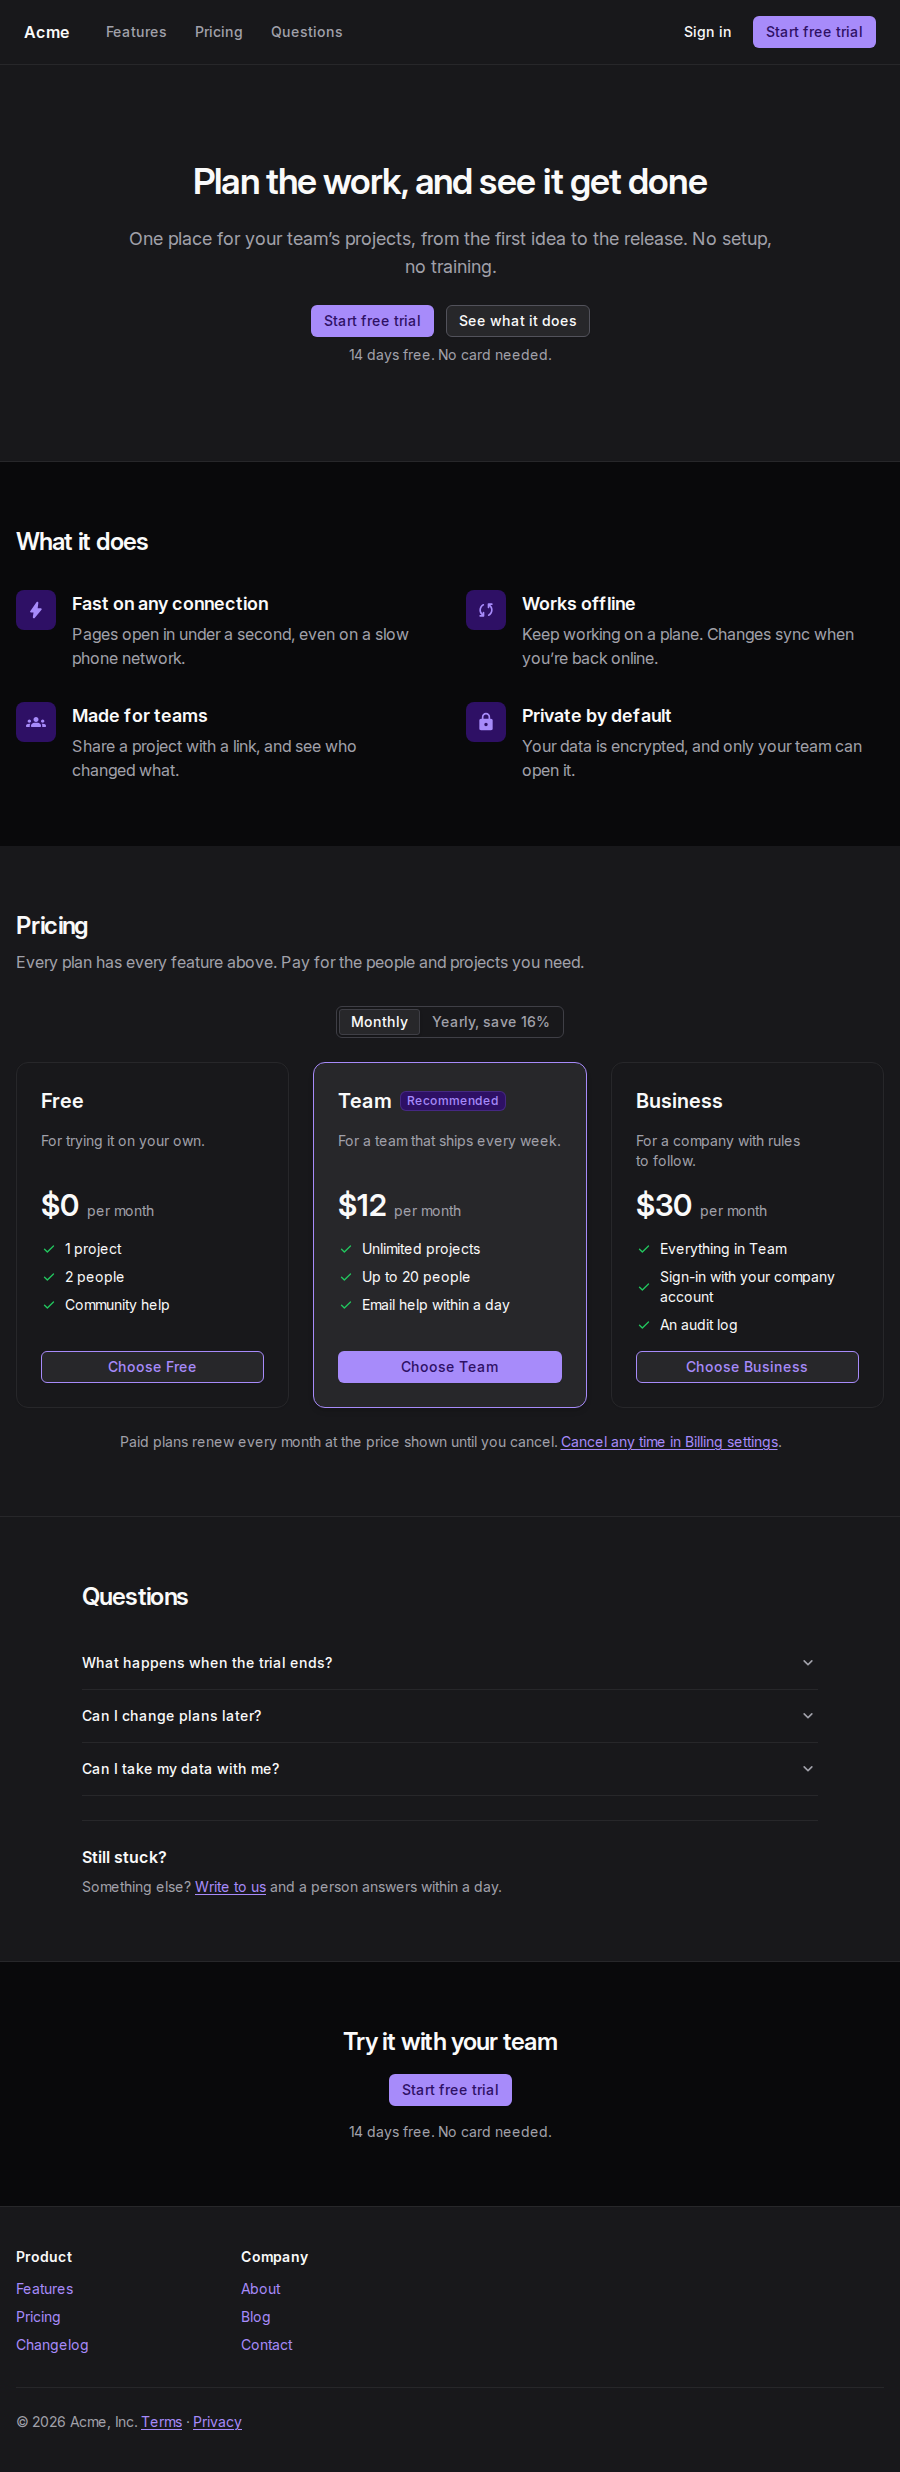 Acme
Features
Pricing
Questions
Sign in
Start free trial
Plan the work, and see it get done
One place for your team’s projects, from the first idea to the release. No setup,
no training.
Start free trial
See what it does
14 days free. No card needed.
What it does
Fast on any connection
Pages open in under a second, even on a slow
phone network.
Works offline
Keep working on a plane. Changes sync when
you’re back online.
Made for teams
Share a project with a link, and see who
changed what.
Private by default
Your data is encrypted, and only your team can
open it.
Pricing
Every plan has every feature above. Pay for the people and projects you need.
Monthly
Yearly, save 16%
Free
For trying it on your own.
$0 per month
1 project
2 people
Community help
Choose Free
Team
Recommended
For a team that ships every week.
$12 per month
Unlimited projects
Up to 20 people
Email help within a day
Choose Team
Business
For a company with rules
to follow.
$30 per month
Everything in Team
Sign-in with your company
account
An audit log
Choose Business
Paid plans renew every month at the price shown until you cancel. Cancel any time in Billing settings.
Questions
What happens when the trial ends?
Can I change plans later?
Can I take my data with me?
Still stuck?
Something else? Write to us and a person answers within a day.
Try it with your team
Start free trial
14 days free. No card needed.
Product
Features
Pricing
Changelog
Company
About
Blog
Contact
© 2026 Acme, Inc. Terms · Privacy